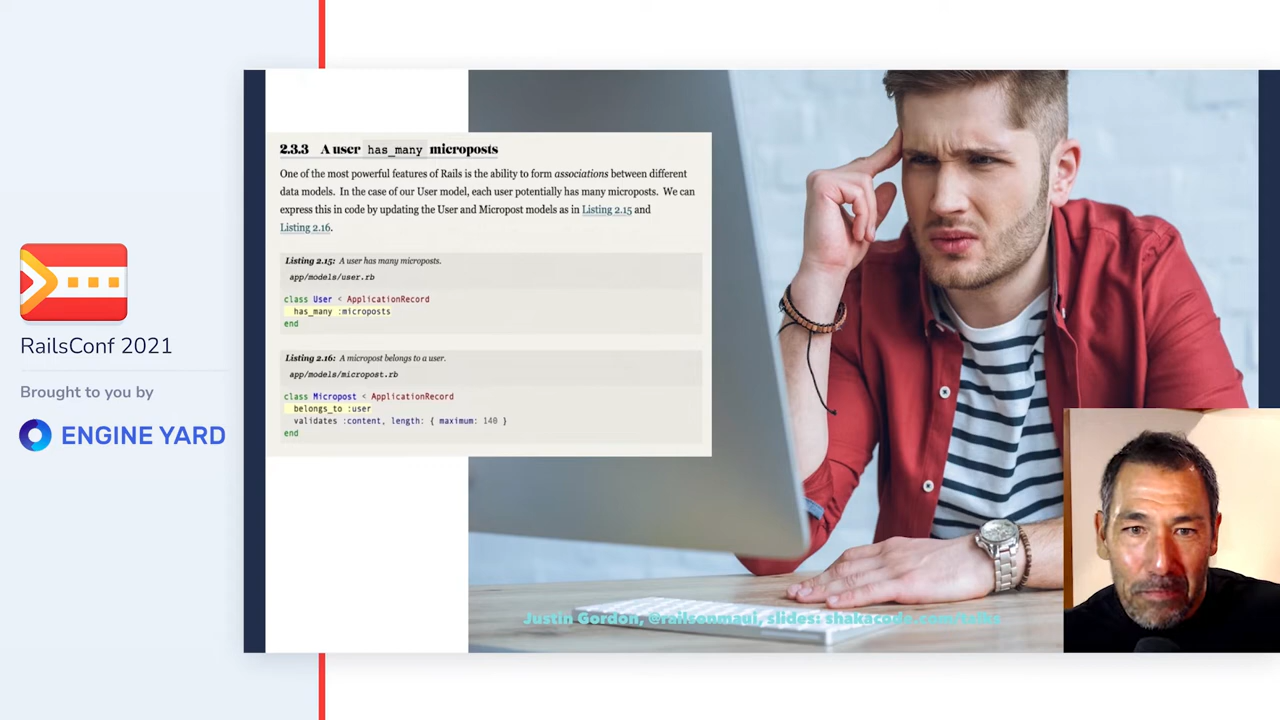 2.3.3 A user has_many microposts
One of the most powerful features of Rails is the ability to form associations between different
data models. In the case of our User model, each user potentially has many microposts. We can
express this in code by updating the User and Micropost models as in Listing 2.15 and
Listing 2.16.
Listing 2.15: A user has many microposts.
app/models/user.rb
class User < ApplicationRecord
has_many :microposts
end
Listing 2.16: A micropost belongs to a user.
app/models/micropost.rb
class Micropost < ApplicationRecord
belongs_to :user
validates :content, length: { maximum: 140 }
end
RailsConf 2021
Brought to you by
ENGINE YARD
Justin Gordon, @railsonmaui, slides: shakacode.com/talks